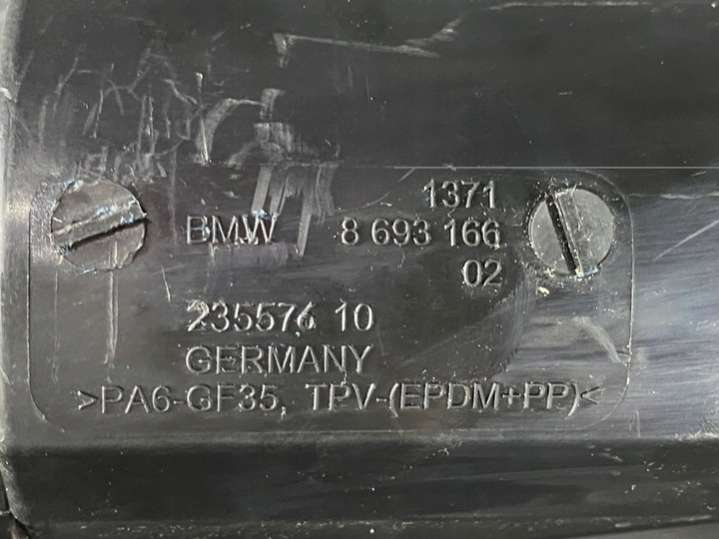 1371
BMW 8 693 166
02
235576 10
GERMANY
>PA6-GF35, TPV-(EPDM+PP)<